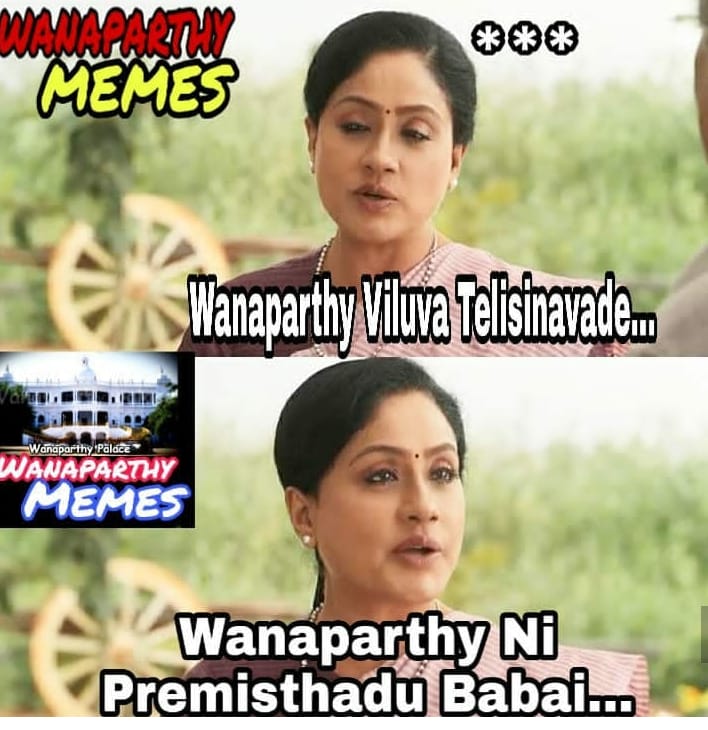 WANAPARTHY
MEMES
***
Wanaparthy Viluva Telisinavade...
Wanaparthy Palace
WANAPARTHY
MEMES
Wanaparthy Ni
Premisthadu Babai...